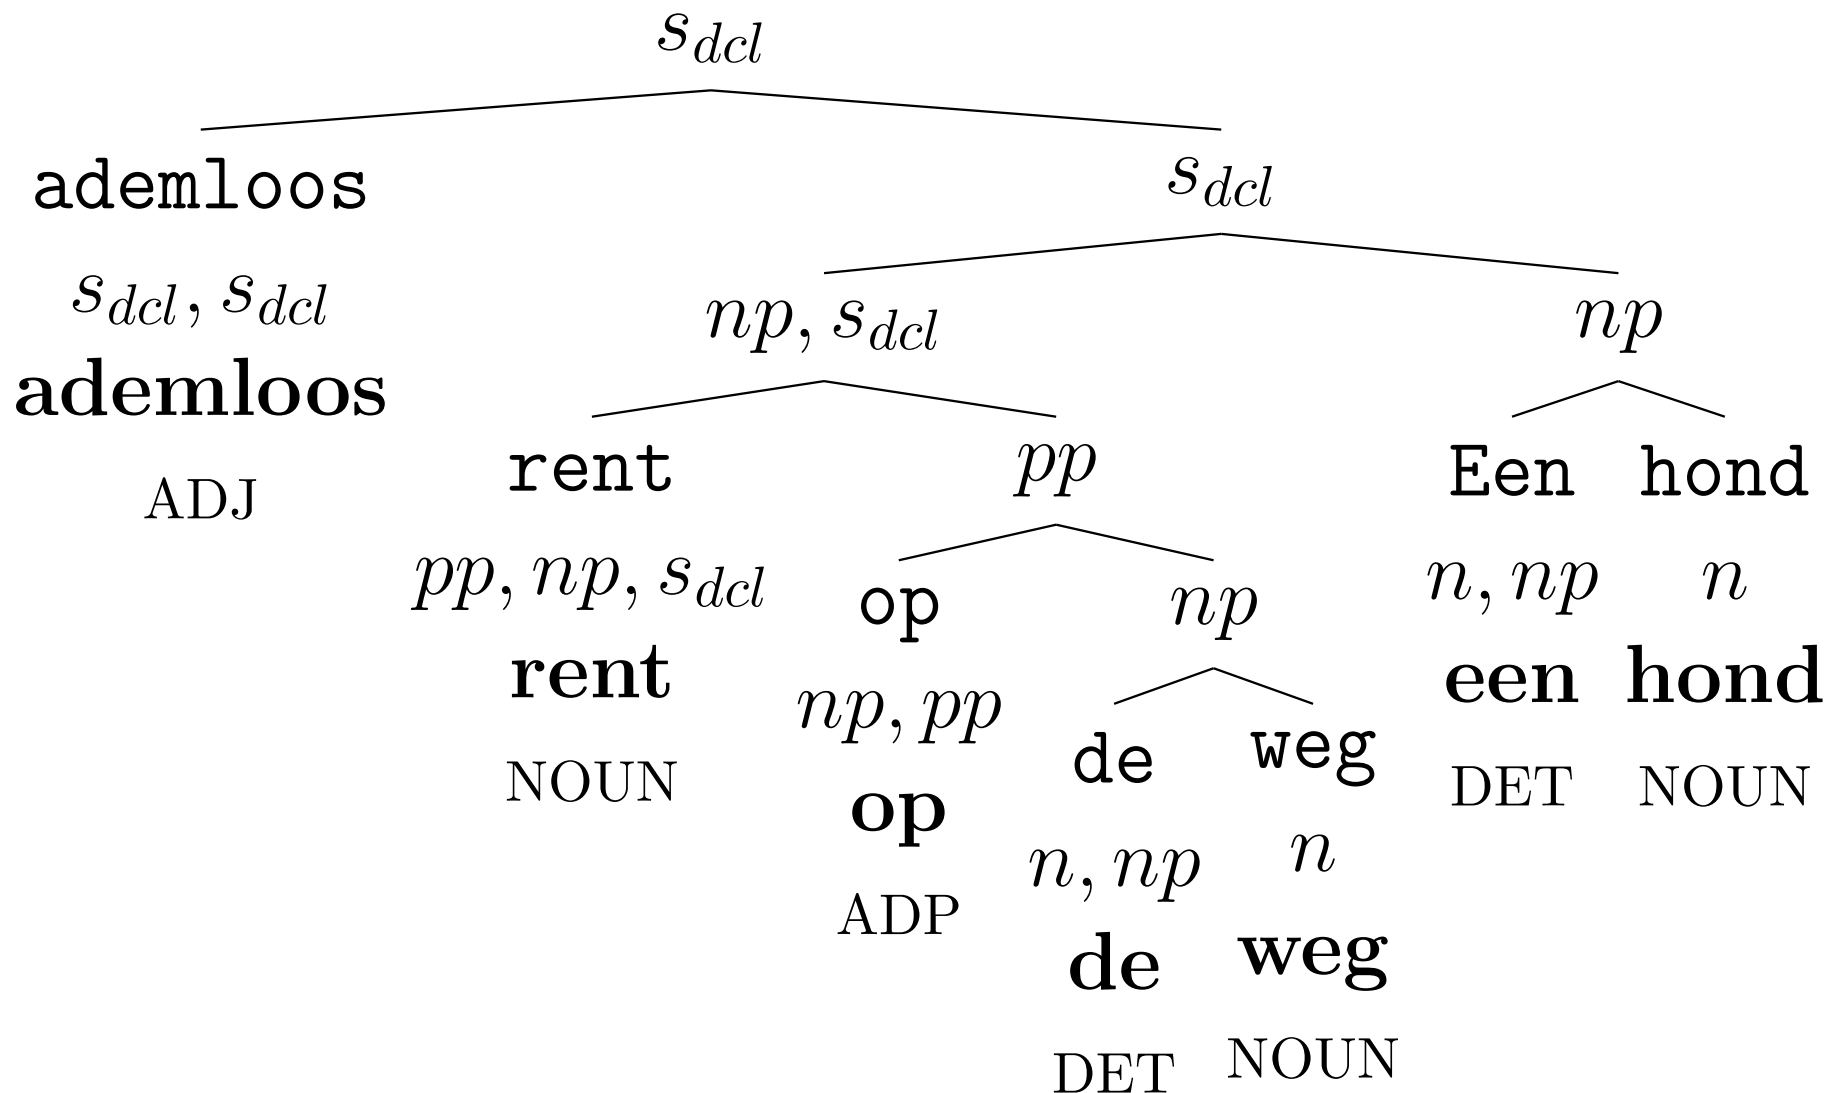 s_dcl
ademloos
s_dcl, s_dcl
ademloos
ADJ
s_dcl
np, s_dcl
rent
pp, np, s_dcl
rent
NOUN
pp
op
np, pp
op
ADP
np
de
n, np
de
DET
weg
n
weg
NOUN
np
Een
n, np
een
DET
hond
n
hond
NOUN